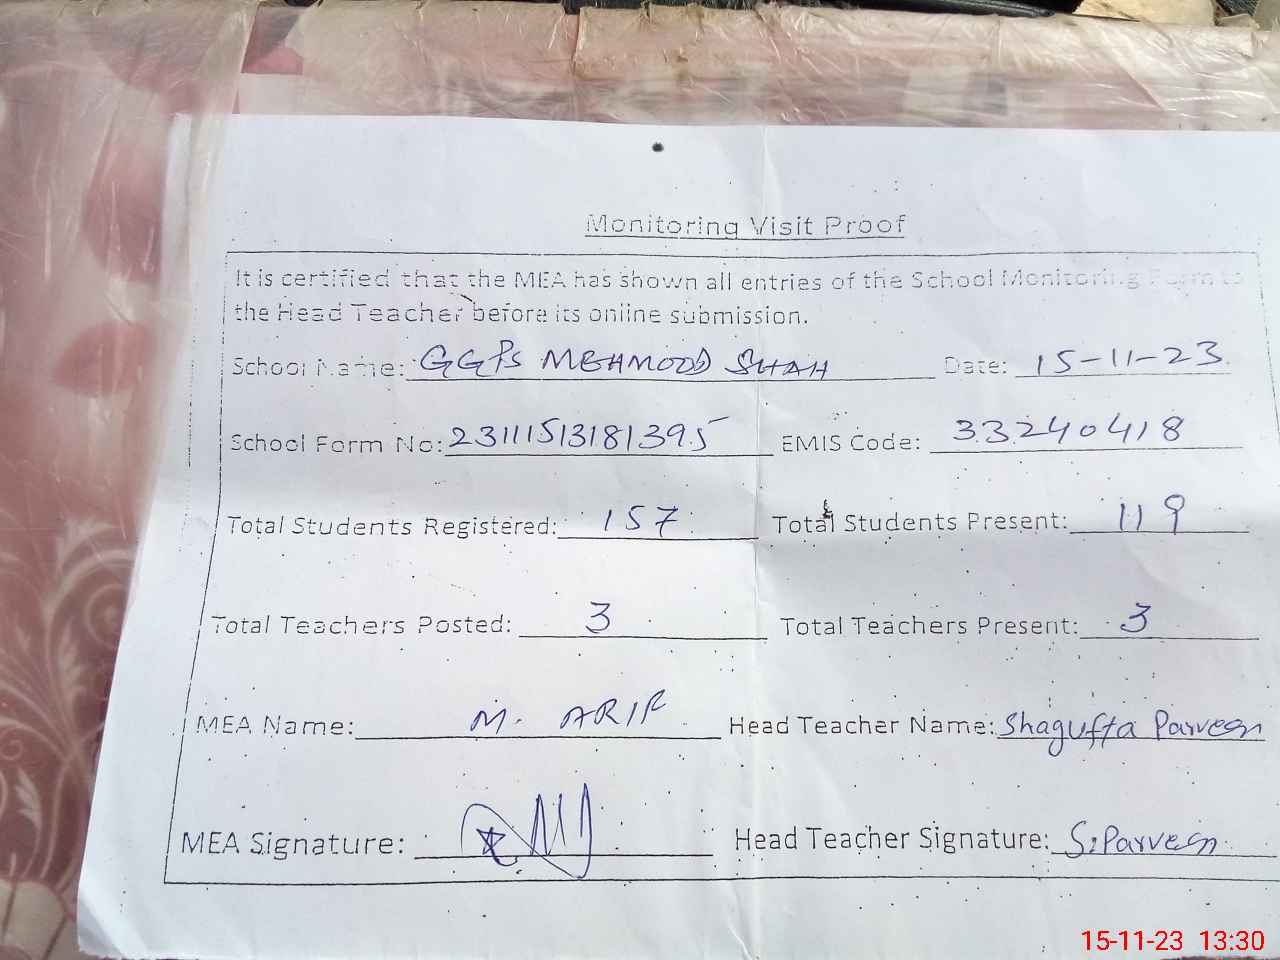 Monitoring Visit Proof
It is certified that the MEA has shown all entries of the School Monitoring Form to
the Head Teacher before its online submission.
School Name: GGPS MEHMOOD SHAH Date: 15-11-23
School Form No: 23111513181395 EMIS Code: 33240418
Total Students Registered: 157 Total Students Present: 119
Total Teachers Posted: 3 Total Teachers Present: 3
MEA Name: M. ARIF Head Teacher Name: Shagufta Parveen
MEA Signature: Head Teacher Signature: S.Parveen
15-11-23 13:30